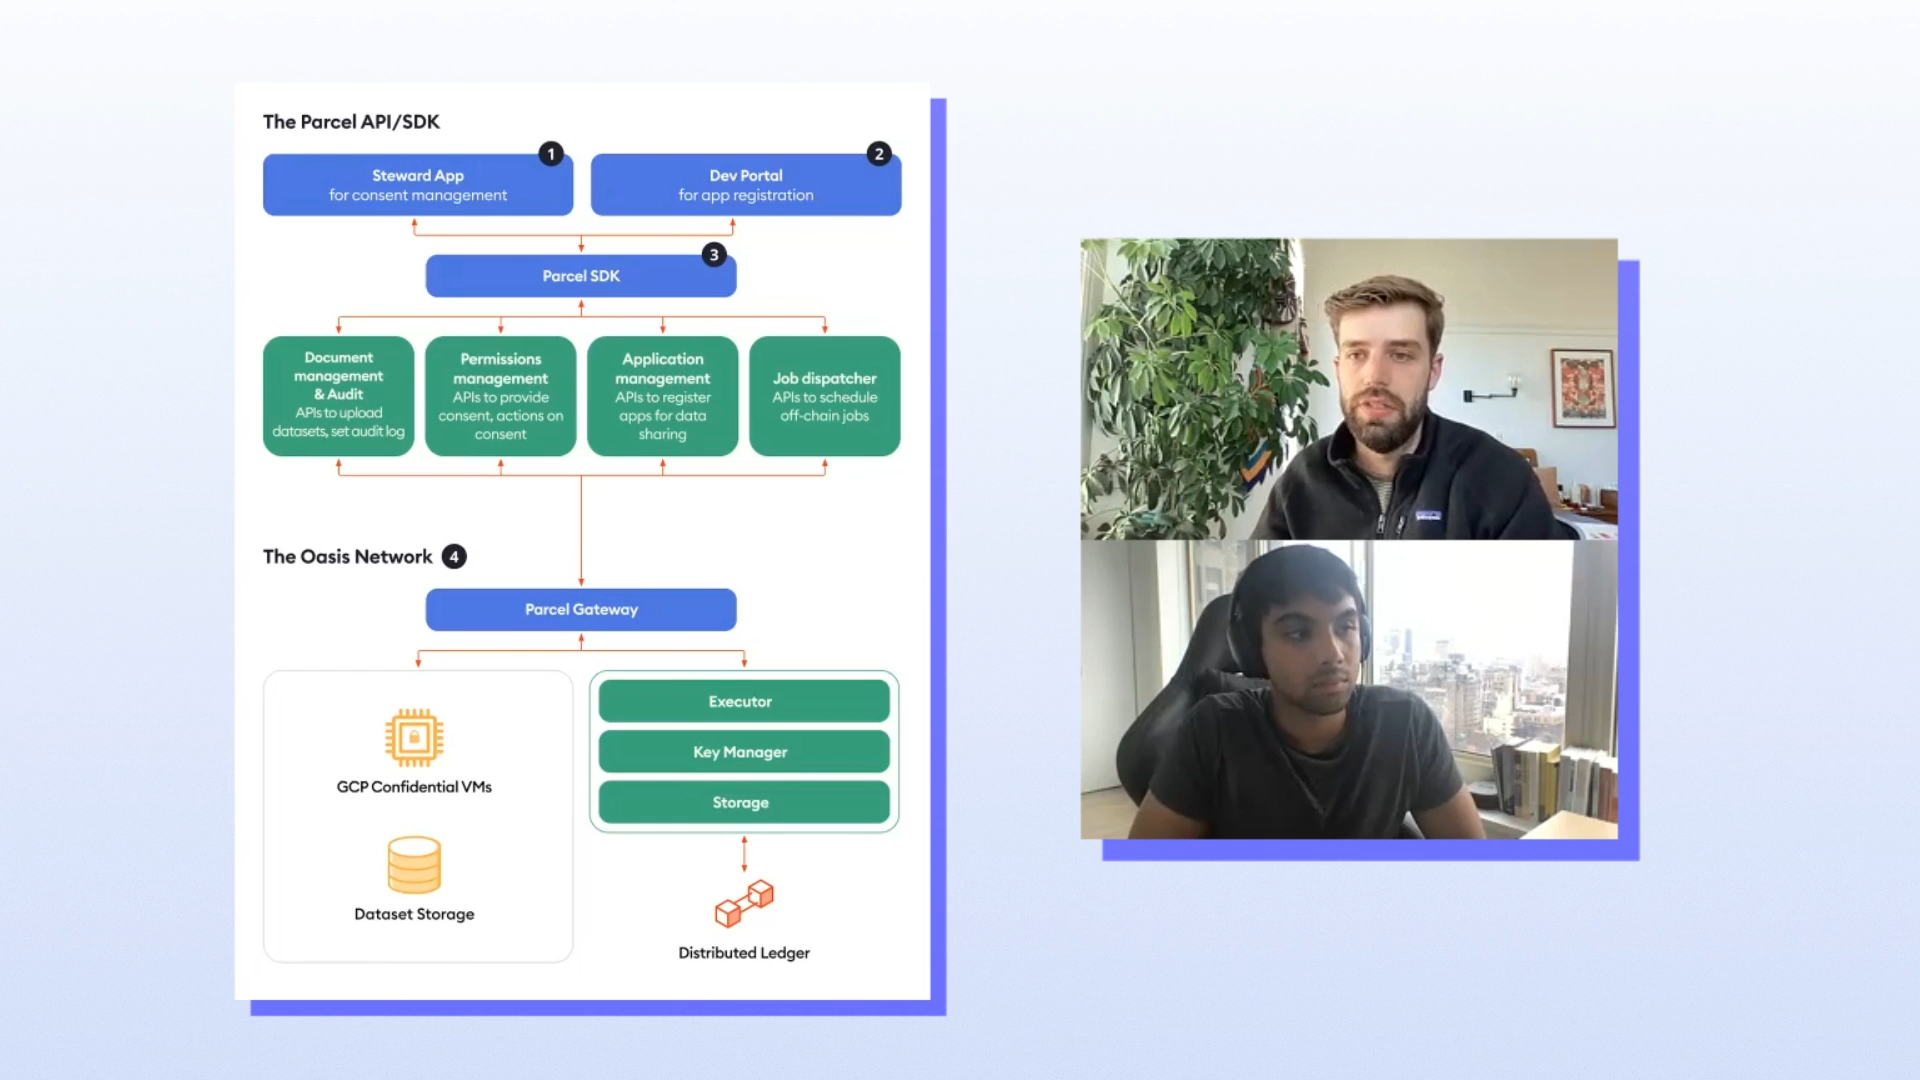 The Parcel API/SDK
1
Steward App
for consent management
2
Dev Portal
for app registration
3
Parcel SDK
Document
management
& Audit
APIs to upload
datasets, set audit log
Permissions
management
APIs to provide
consent, actions on
consent
Application
management
APIs to register
apps for data
sharing
Job dispatcher
APIs to schedule
off-chain jobs
The Oasis Network 4
Parcel Gateway
GCP Confidential VMs
Dataset Storage
Executor
Key Manager
Storage
Distributed Ledger